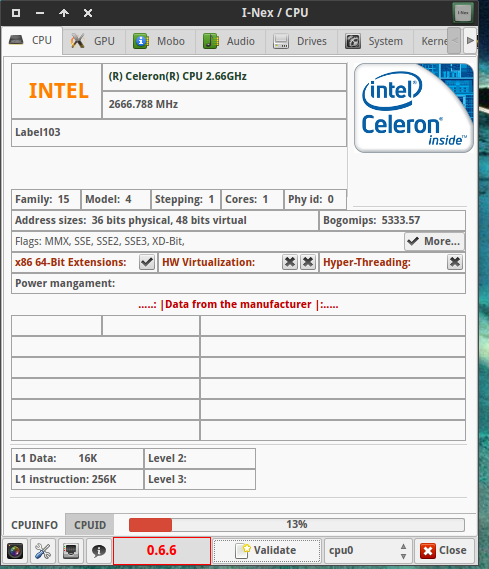 I-Nex / CPU
I-Nex
CPU GPU Mobo Audio Drives System Kerne
INTEL
(R) Celeron(R) CPU 2.66GHz
2666.788 MHz
intel®
Celeron®
inside™
Label103
Family: 15 Model: 4 Stepping: 1 Cores: 1 Phy id: 0
Address sizes: 36 bits physical, 48 bits virtual Bogomips: 5333.57
Flags: MMX, SSE, SSE2, SSE3, XD-Bit, More...
x86 64-Bit Extensions: HW Virtualization: Hyper-Threading:
Power mangament:
.....: |Data from the manufacturer |:.....
L1 Data: 16K Level 2:
L1 instruction: 256K Level 3:
CPUINFO CPUID 13%
0.6.6 Validate cpu0 Close